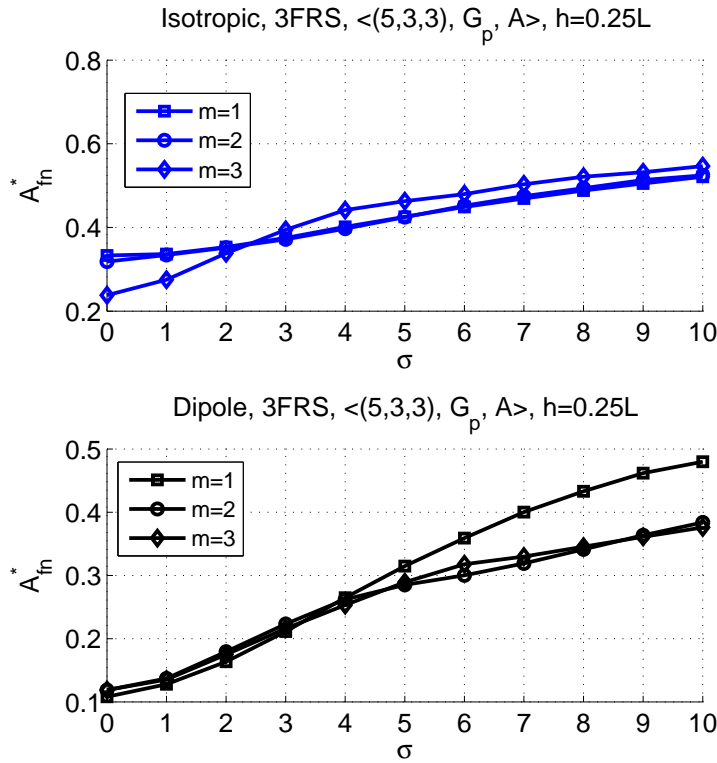 Isotropic, 3FRS, <(5,3,3), G_p, A>, h=0.25L
0.8
0.6
0.4
0.2
A*_fn
m=1
m=2
m=3
0 1 2 3 4 5 6 7 8 9 10
σ
Dipole, 3FRS, <(5,3,3), G_p, A>, h=0.25L
0.5
0.4
0.3
0.2
0.1
A*_fn
m=1
m=2
m=3
0 1 2 3 4 5 6 7 8 9 10
σ